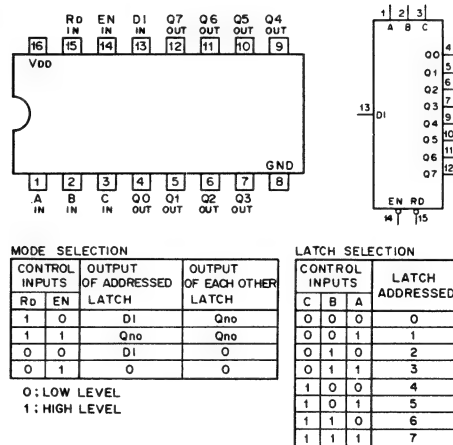 RD EN DI Q7 Q6 Q5 Q4
IN IN IN OUT OUT OUT OUT
16 15 14 13 12 11 10 9
VDD
GND
1 2 3 4 5 6 7 8
A B C Q0 Q1 Q2 Q3
IN IN IN OUT OUT OUT OUT
1 2 3
A B C
Q0 4
Q1 5
Q2 6
Q3 7
13 DI
Q4 9
Q5 10
Q6 11
Q7 12
EN RD
14 15
MODE SELECTION
CONTROL INPUTS OUTPUT OF ADDRESSED LATCH OUTPUT OF EACH OTHER LATCH
RD EN
1 0 DI Qno
1 1 Qno Qno
0 0 DI 0
0 1 0 0
0 : LOW LEVEL
1 : HIGH LEVEL
LATCH SELECTION
CONTROL INPUTS LATCH ADDRESSED
C B A
0 0 0 0
0 0 1 1
0 1 0 2
0 1 1 3
1 0 0 4
1 0 1 5
1 1 0 6
1 1 1 7